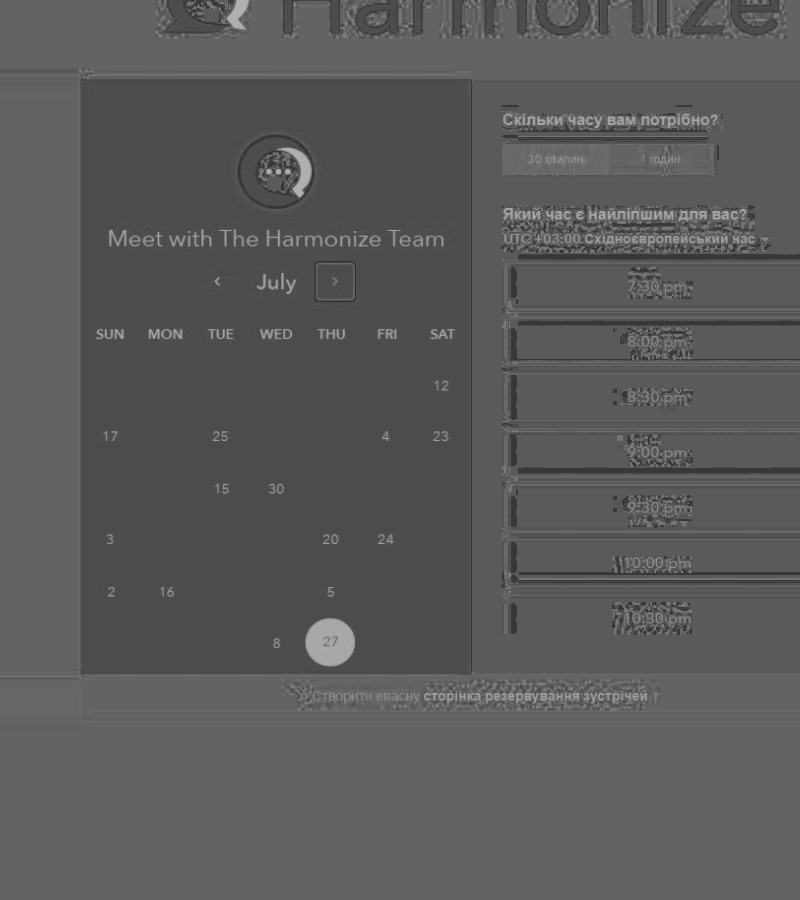 Harmonize
Meet with The Harmonize Team
July
SUN MON TUE WED THU FRI SAT
12
17 25 4 23
15 30
3 20 24
2 16 5
8 27
Скільки часу вам потрібно?
30 хвилин 1 годин
Який час є найліпшим для вас?
UTC +03:00 Східноєвропейський час
7:30 pm
8:00 pm
8:30 pm
9:00 pm
9:30 pm
10:00 pm
10:30 pm
Створити власну сторінка резервування зустрічей